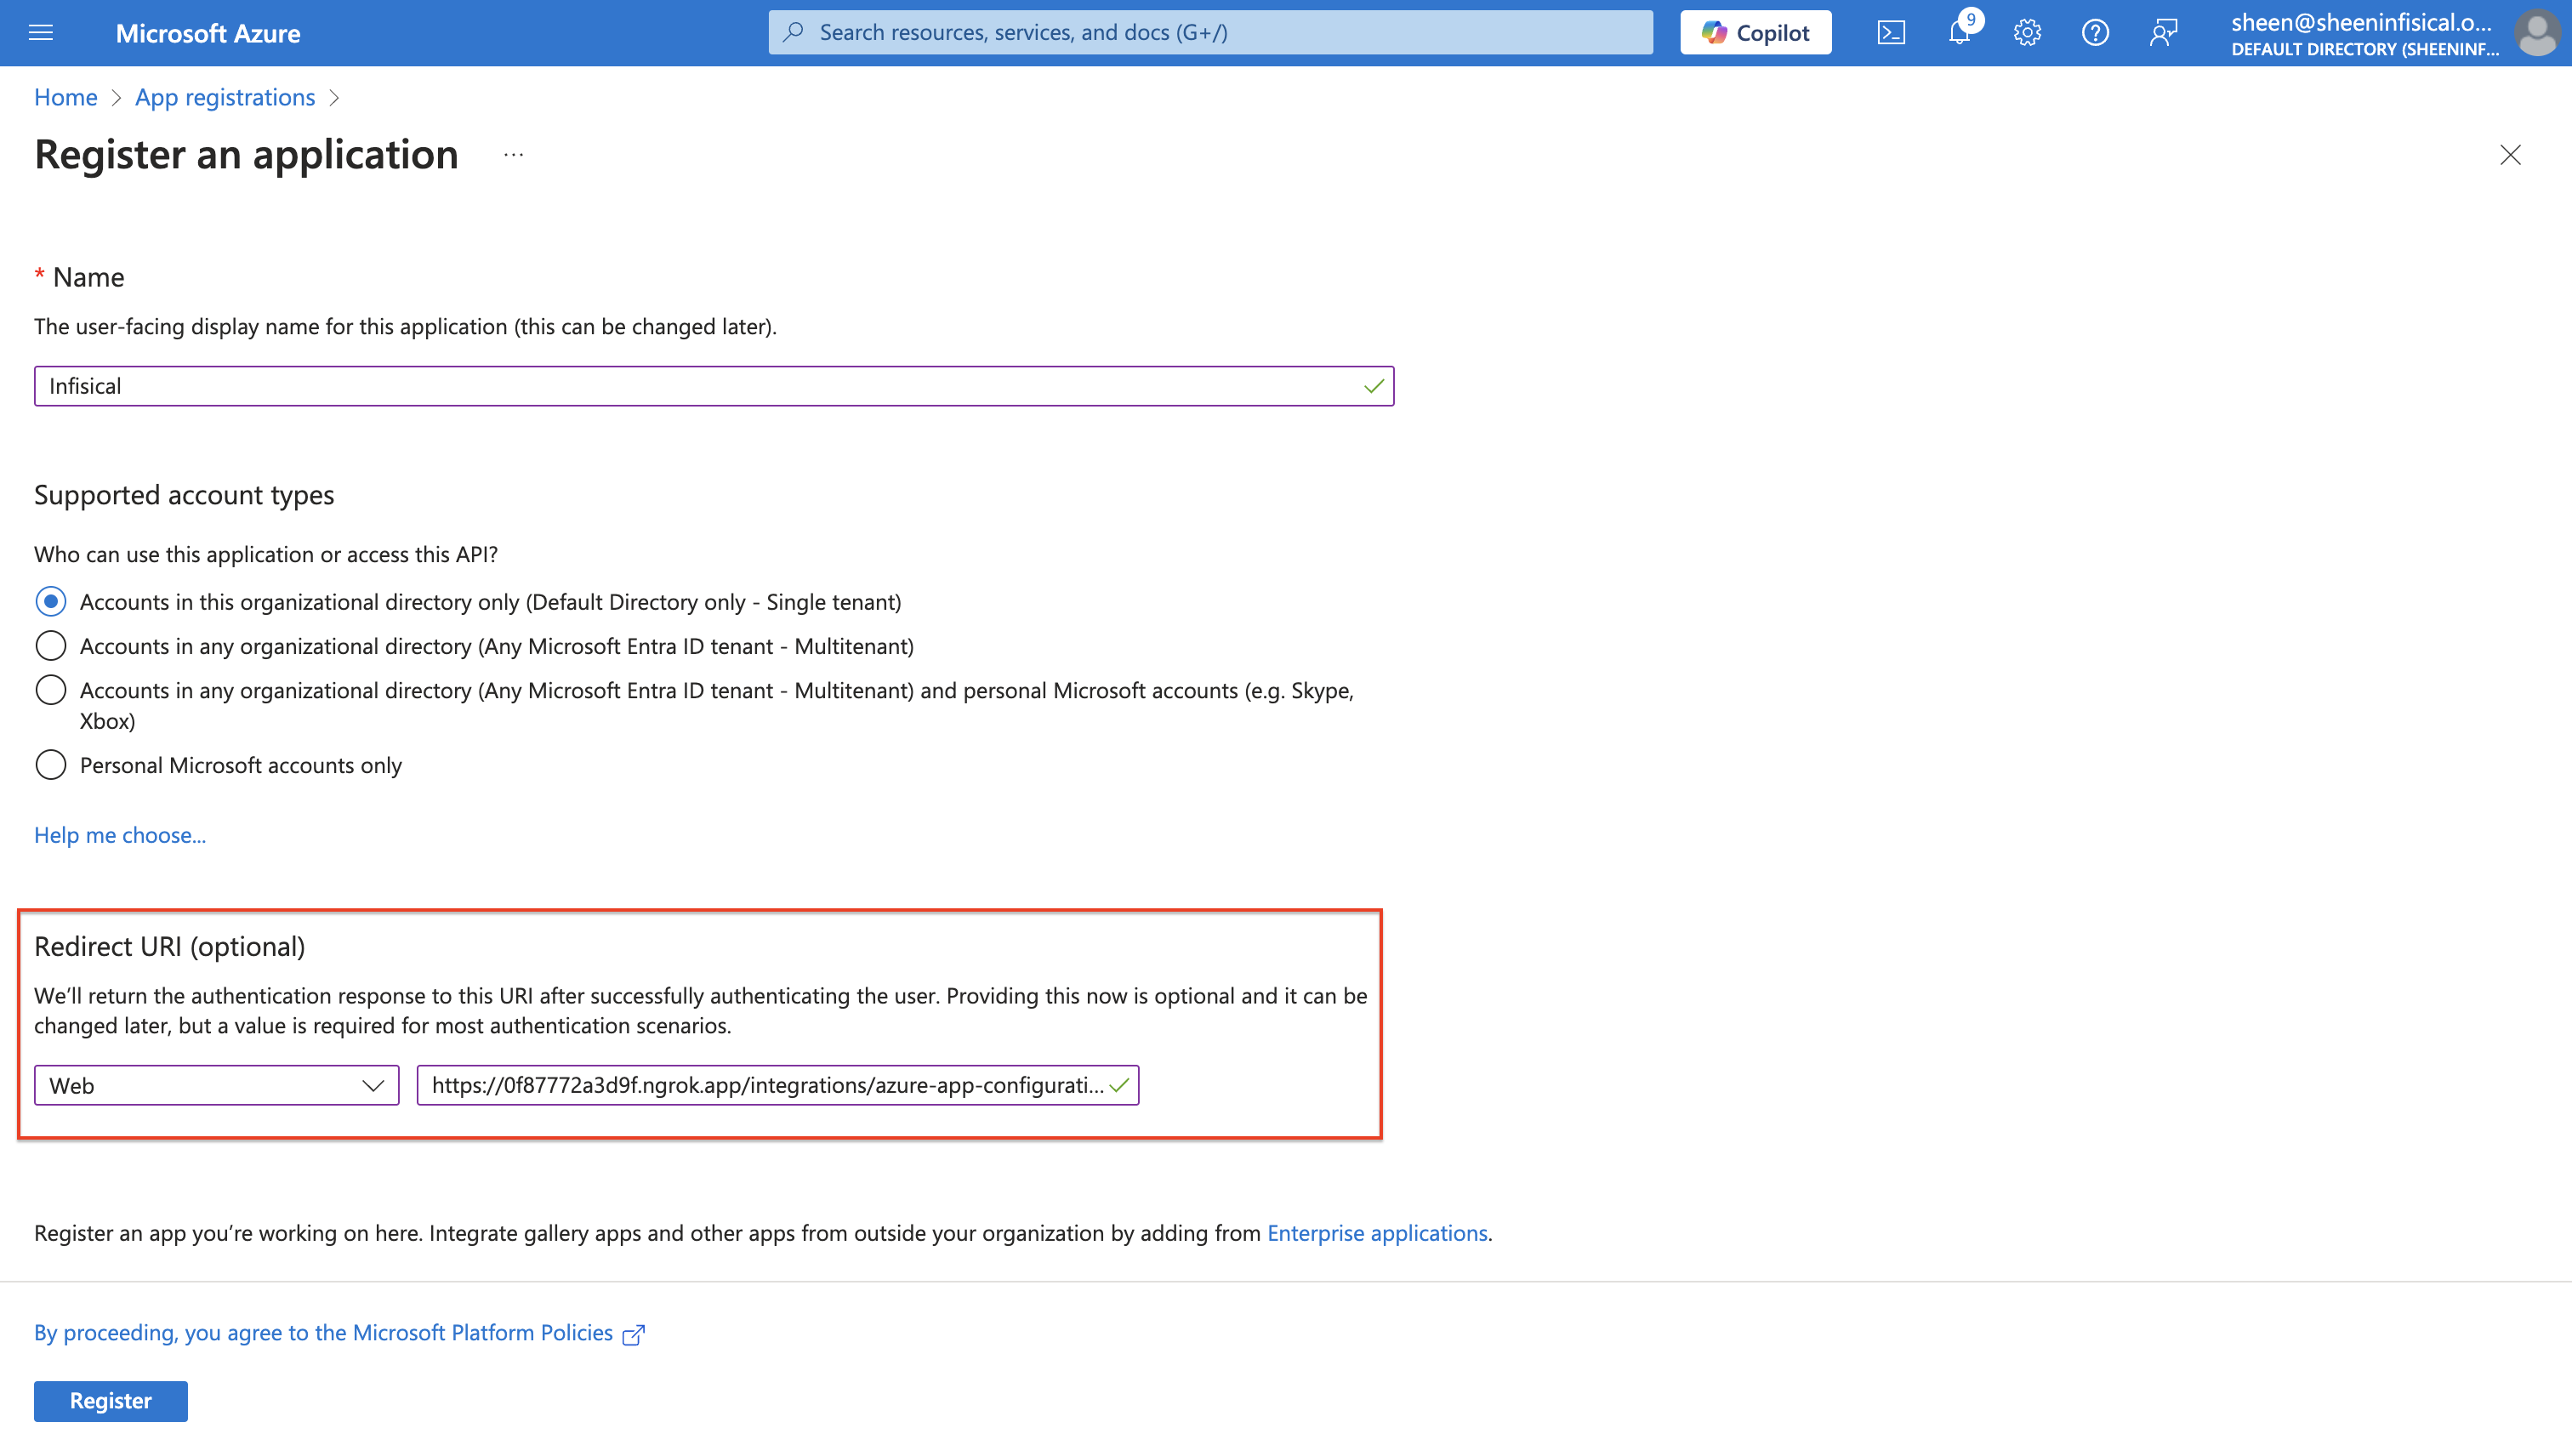 Microsoft Azure
Search resources, services, and docs (G+/)
Copilot
9
sheen@sheeninfisical.o...
DEFAULT DIRECTORY (SHEENINF...
Home
App registrations
Register an application
...
* Name
The user-facing display name for this application (this can be changed later).
Infisical
Supported account types
Who can use this application or access this API?
Accounts in this organizational directory only (Default Directory only - Single tenant)
Accounts in any organizational directory (Any Microsoft Entra ID tenant - Multitenant)
Accounts in any organizational directory (Any Microsoft Entra ID tenant - Multitenant) and personal Microsoft accounts (e.g. Skype,
Xbox)
Personal Microsoft accounts only
Help me choose...
Redirect URI (optional)
We’ll return the authentication response to this URI after successfully authenticating the user. Providing this now is optional and it can be
changed later, but a value is required for most authentication scenarios.
Web
https://0f87772a3d9f.ngrok.app/integrations/azure-app-configurati...
Register an app you’re working on here. Integrate gallery apps and other apps from outside your organization by adding from Enterprise applications.
By proceeding, you agree to the Microsoft Platform Policies
Register